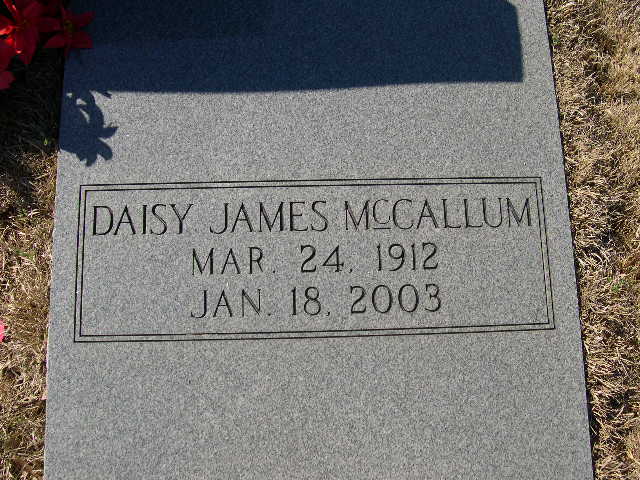 DAISY JAMES McCALLUM
MAR. 24, 1912
JAN. 18, 2003